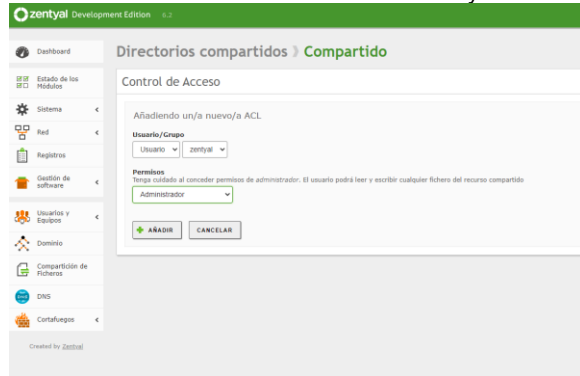 zentyal Development Edition 6.2
Directorios compartidos Compartido
Dashboard
Estado de los
Módulos
Sistema
Red
Registros
Gestión de
software
Usuarios y
Equipos
Dominio
Compartición de
Ficheros
DNS
Cortafuegos
Created by Zentyal
Control de Acceso
Añadiendo un/a nuevo/a ACL
Usuario/Grupo
Usuario zentyal
Permisos
Tenga cuidado al conceder permisos de administrador. El usuario podrá leer y escribir cualquier fichero del recurso compartido
Administrador
AÑADIR CANCELAR